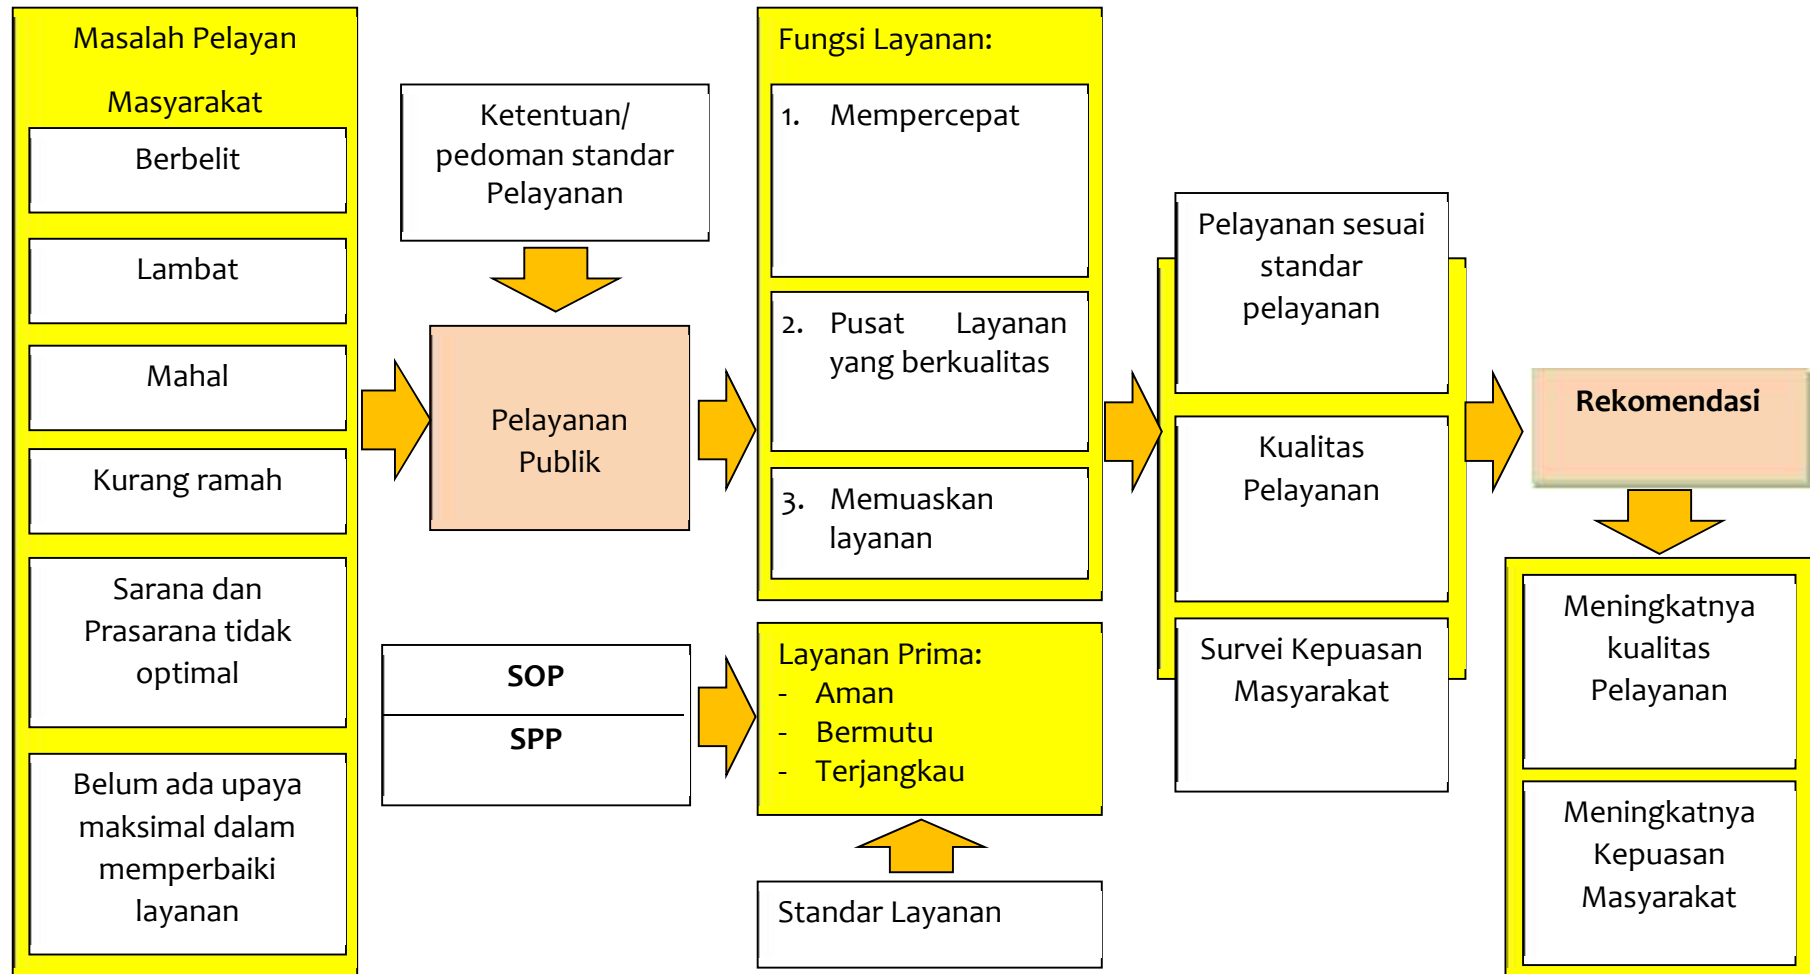 Masalah Pelayan
Masyarakat
Berbelit
Lambat
Mahal
Kurang ramah
Sarana dan
Prasarana tidak
optimal
Belum ada upaya
maksimal dalam
memperbaiki
layanan
Ketentuan/
pedoman standar
Pelayanan
Pelayanan
Publik
SOP
SPP
Fungsi Layanan:
1. Mempercepat
2. Pusat Layanan
yang berkualitas
3. Memuaskan
layanan
Layanan Prima:
- Aman
- Bermutu
- Terjangkau
Standar Layanan
Pelayanan sesuai
standar
pelayanan
Kualitas
Pelayanan
Survei Kepuasan
Masyarakat
Rekomendasi
Meningkatnya
kualitas
Pelayanan
Meningkatnya
Kepuasan
Masyarakat